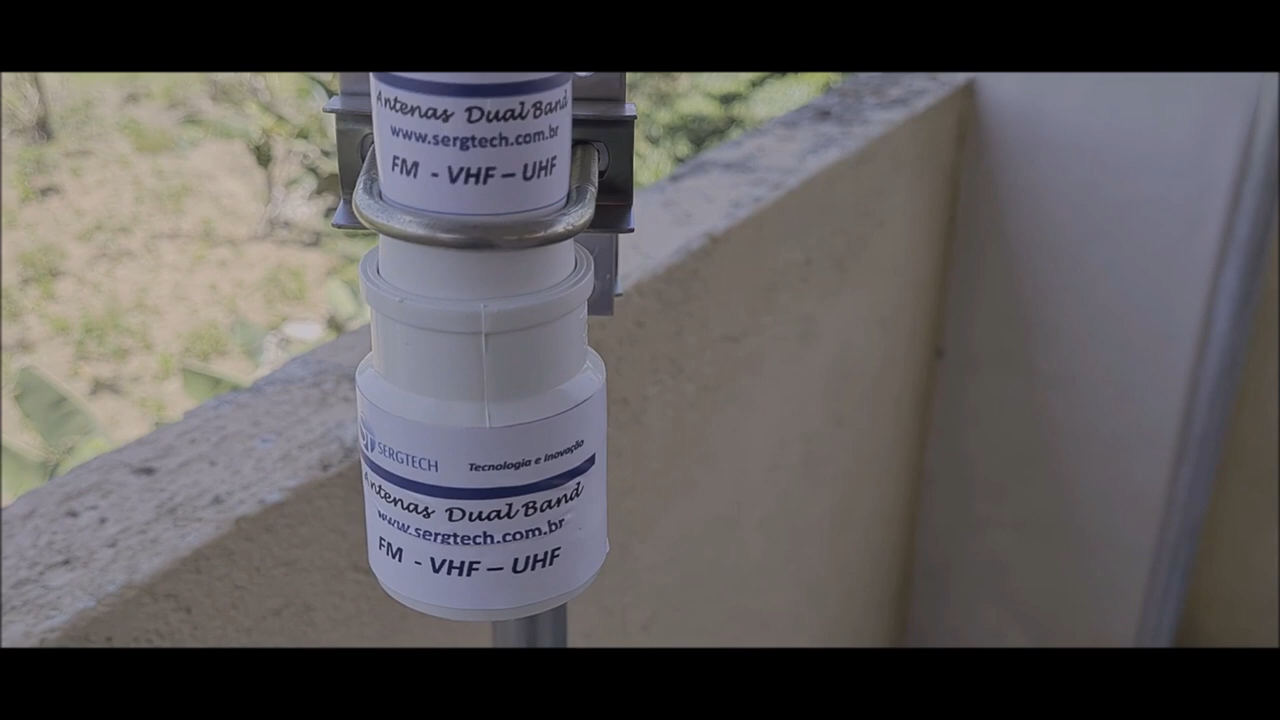 Antenas Dual Band
www.sergtech.com.br
FM - VHF – UHF
SERGTECH Tecnologia e Inovação
Antenas Dual Band
www.sergtech.com.br
FM - VHF – UHF